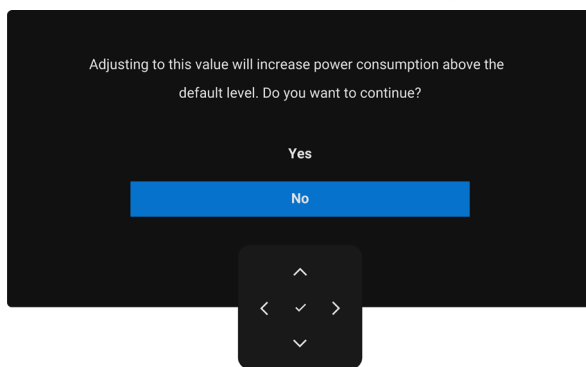 Adjusting to this value will increase power consumption above the
default level. Do you want to continue?
Yes
No